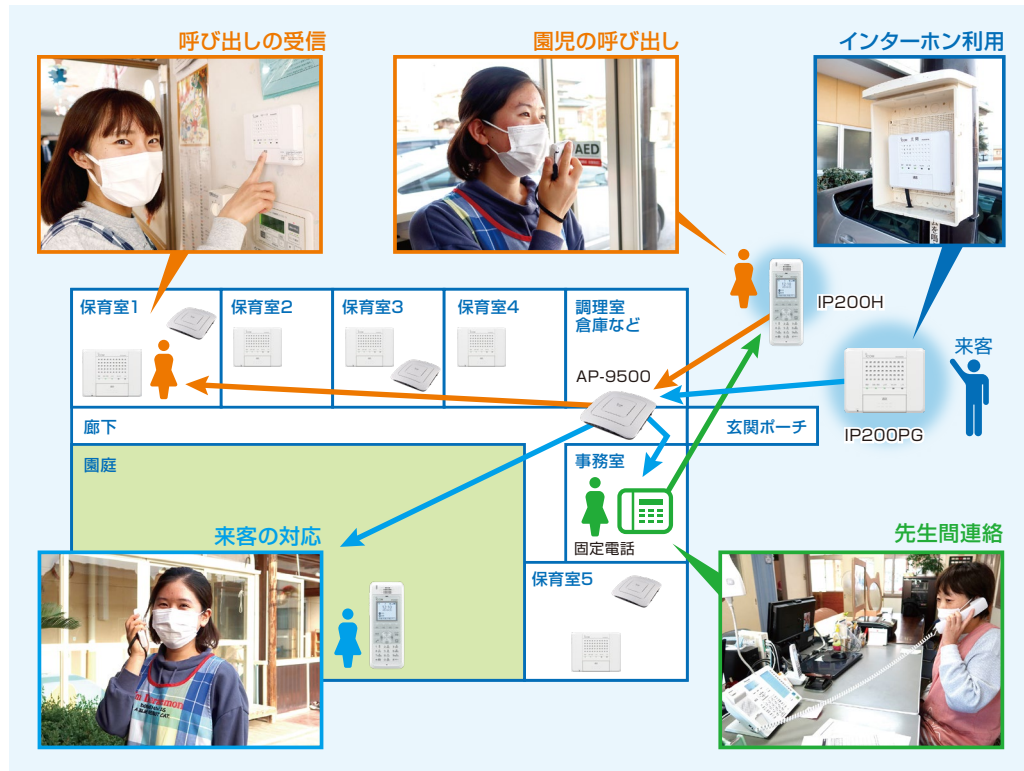 呼び出しの受信
園児の呼び出し
インターホン利用
AED
IP200H
保育室1
保育室2
保育室3
保育室4
調理室
倉庫など
AP-9500
来客
IP200PG
廊下
玄関ポーチ
園庭
事務室
固定電話
来客の対応
先生間連絡
保育室5